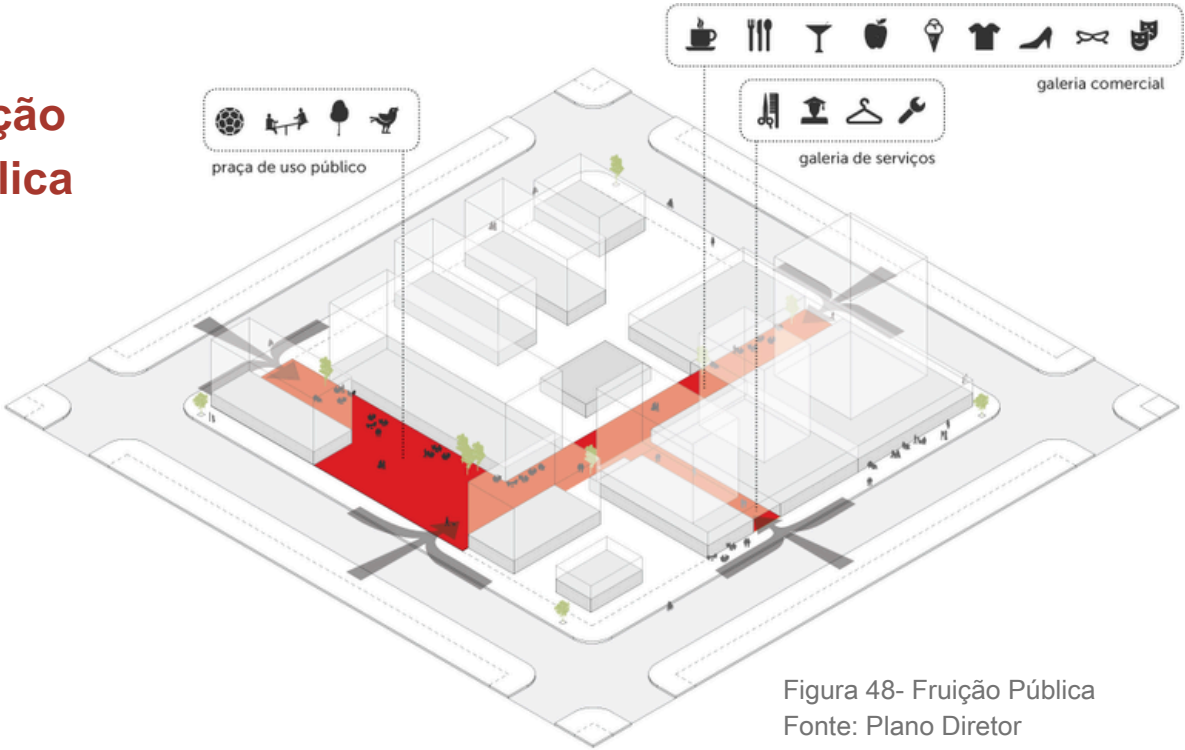 ção
lica
galeria comercial
galeria de serviços
praça de uso público
Figura 48- Fruição Pública
Fonte: Plano Diretor